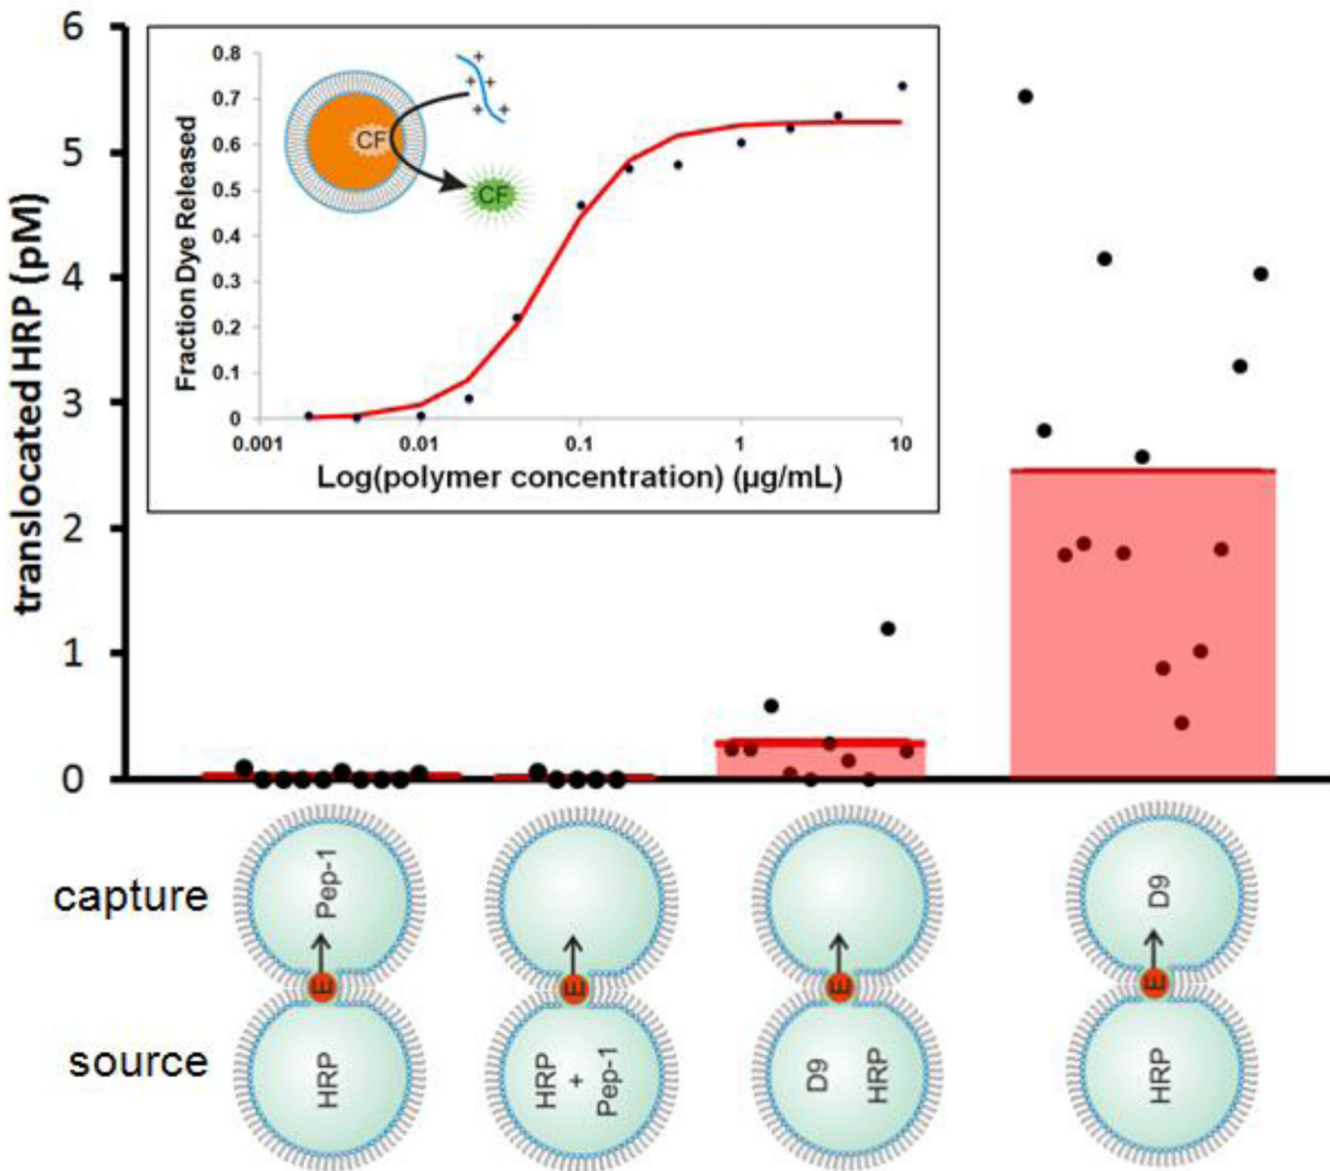 translocated HRP (pM)
6
5
4
3
2
1
0
Fraction Dye Released
0.8
0.7
0.6
0.5
0.4
0.3
0.2
0.1
0
CF
CF
0.001
0.01
0.1
1
10
Log(polymer concentration) (µg/mL)
capture
Pep-1
D9
E
E
E
E
source
HRP
HRP
+
Pep-1
D9
HRP
HRP